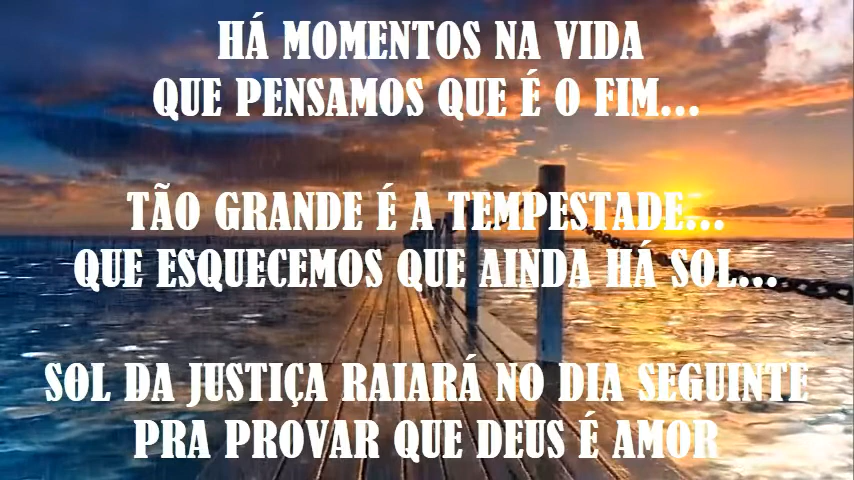 HÁ MOMENTOS NA VIDA
QUE PENSAMOS QUE É O FIM...
TÃO GRANDE É A TEMPESTADE...
QUE ESQUECEMOS QUE AINDA HÁ SOL...
SOL DA JUSTIÇA RAIARÁ NO DIA SEGUINTE
PRA PROVAR QUE DEUS É AMOR